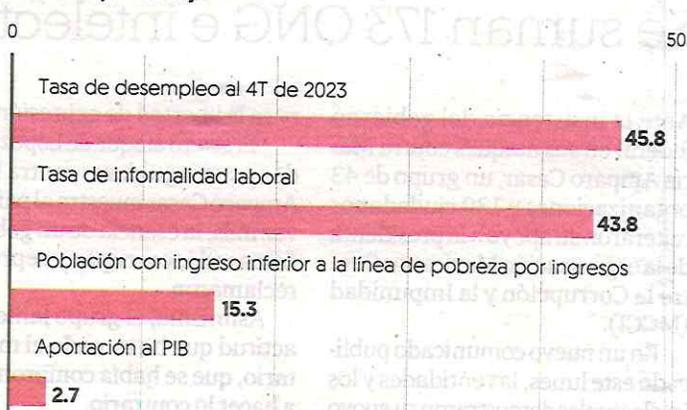 0
50
Tasa de desempleo al 4T de 2023
45.8
Tasa de informalidad laboral
43.8
Población con ingreso inferior a la línea de pobreza por ingresos
15.3
Aportación al PIB
2.7